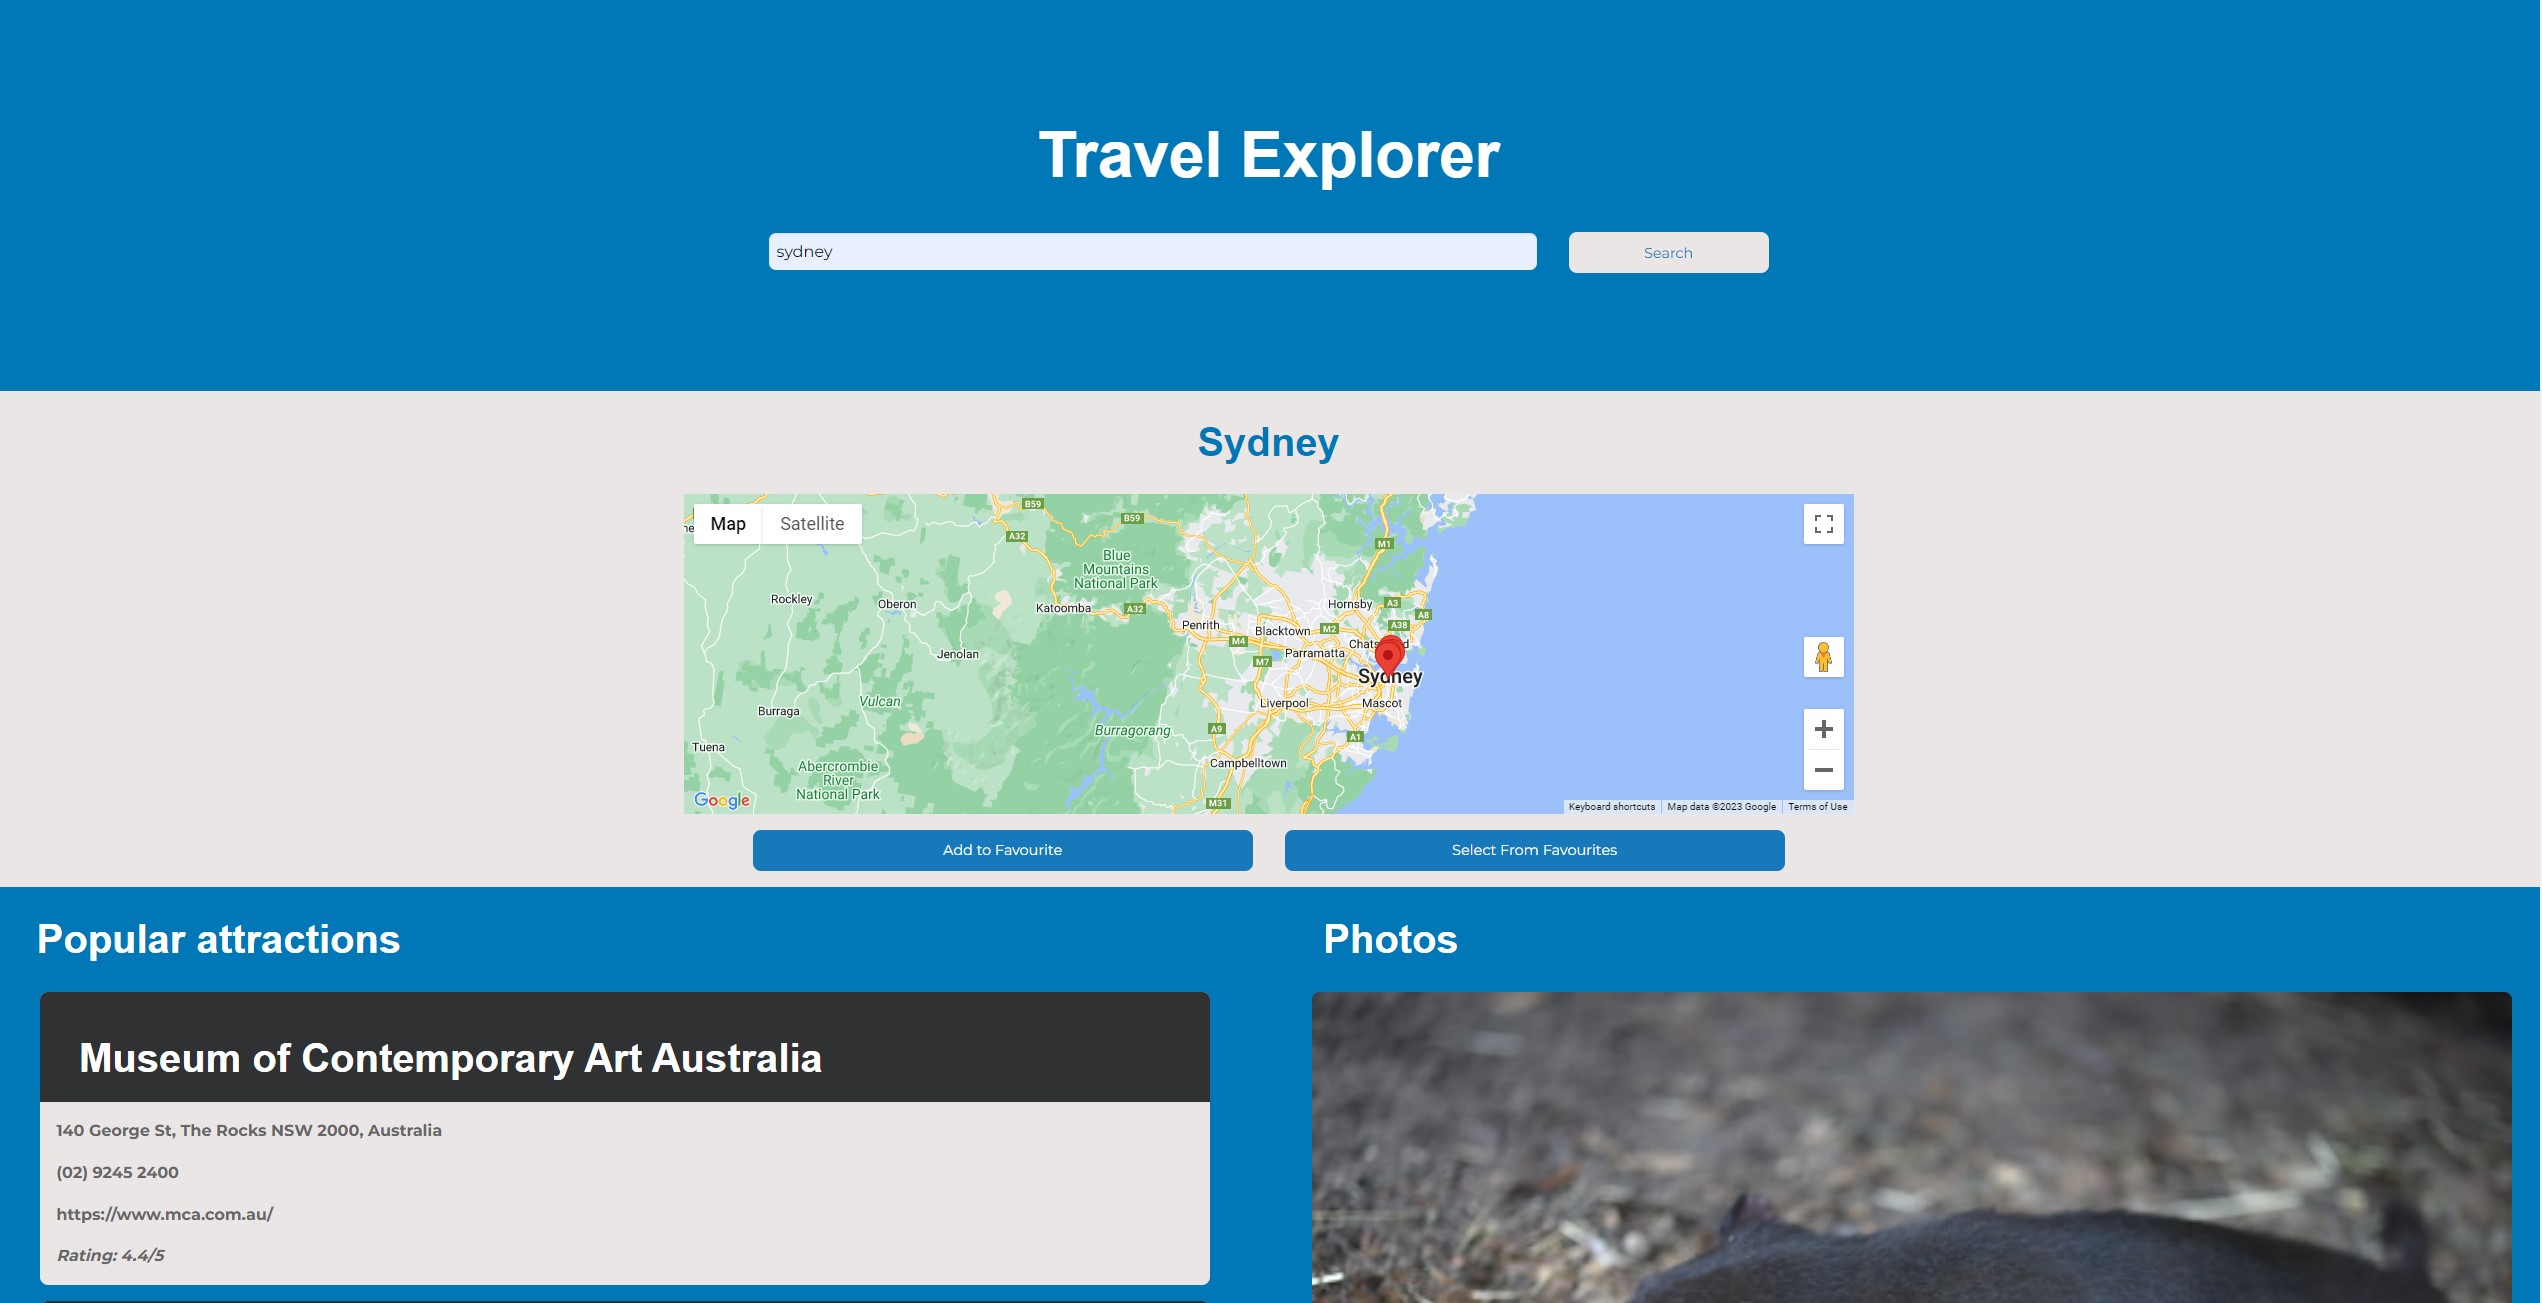 Travel Explorer
sydney
Search
Sydney
Map
Satellite
B59
B59
A32
M1
Blue
Mountains
National Park
Rockley
Oberon
Katoomba
A32
Hornsby
A3
A8
Penrith
Blacktown
M2
A38
M4
Parramatta
Jenolan
M7
Sydney
Vulcan
Burraga
Liverpool
Mascot
Burragorang
A9
A1
Tuena
Campbelltown
Abercrombie
River
National Park
Google
M31
Keyboard shortcuts
Map data ©2023 Google
Terms of Use
Add to Favourite
Select From Favourites
Popular attractions
Photos
Museum of Contemporary Art Australia
140 George St, The Rocks NSW 2000, Australia
(02) 9245 2400
https://www.mca.com.au/
Rating: 4.4/5